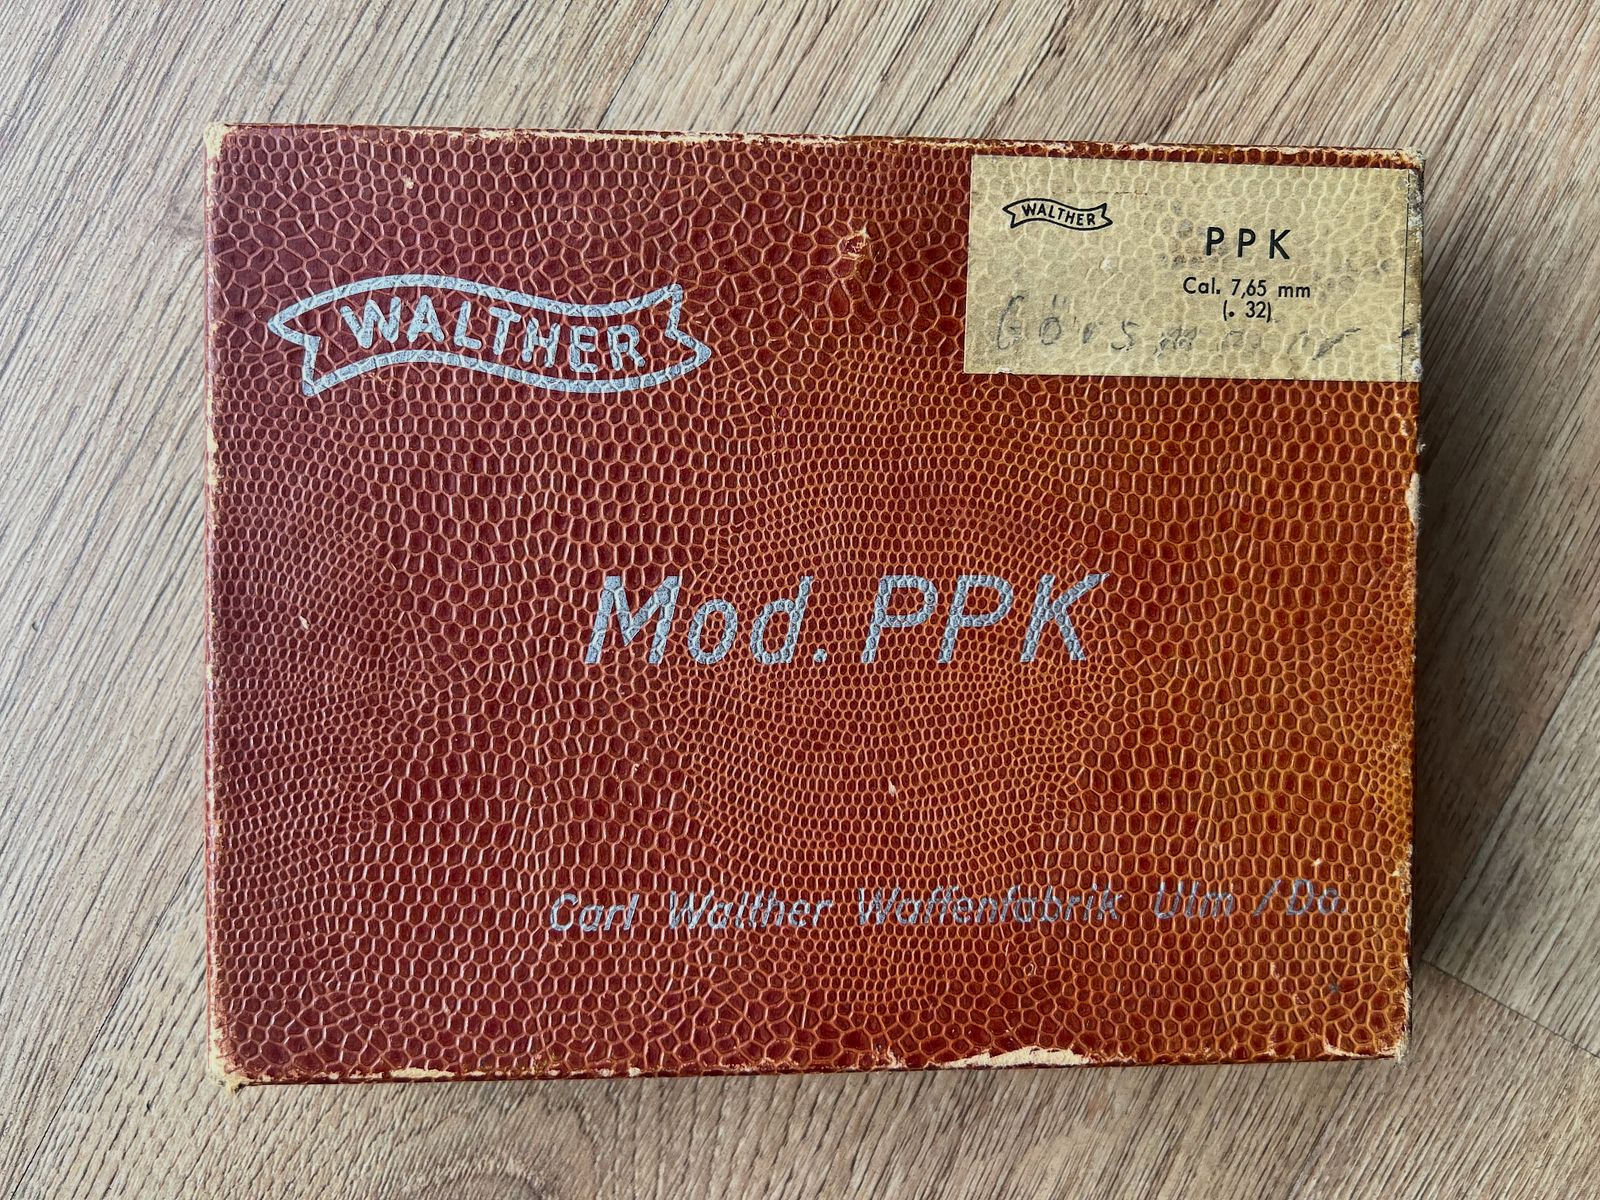 WALTHER
WALTHER
PPK
Cal. 7,65 mm
(. 32)
Mod. PPK
Carl Walther Waffenfabrik Ulm /Do.